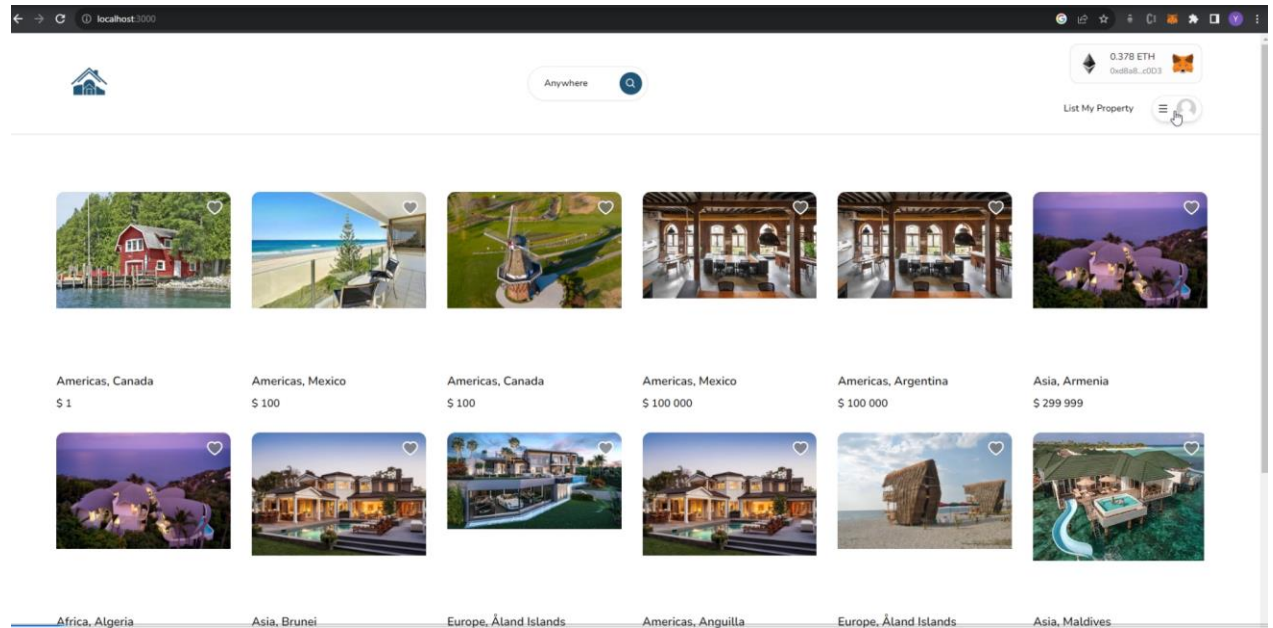 localhost:3000
0.378 ETH
0xd8a8...c0D3
Anywhere
List My Property
Americas, Canada
Americas, Mexico
Americas, Canada
Americas, Mexico
Americas, Argentina
Asia, Armenia
$ 1
$ 100
$ 100
$ 100 000
$ 100 000
$ 299 999
Africa, Algeria
Asia, Brunei
Europe, Åland Islands
Americas, Anguilla
Europe, Åland Islands
Asia, Maldives